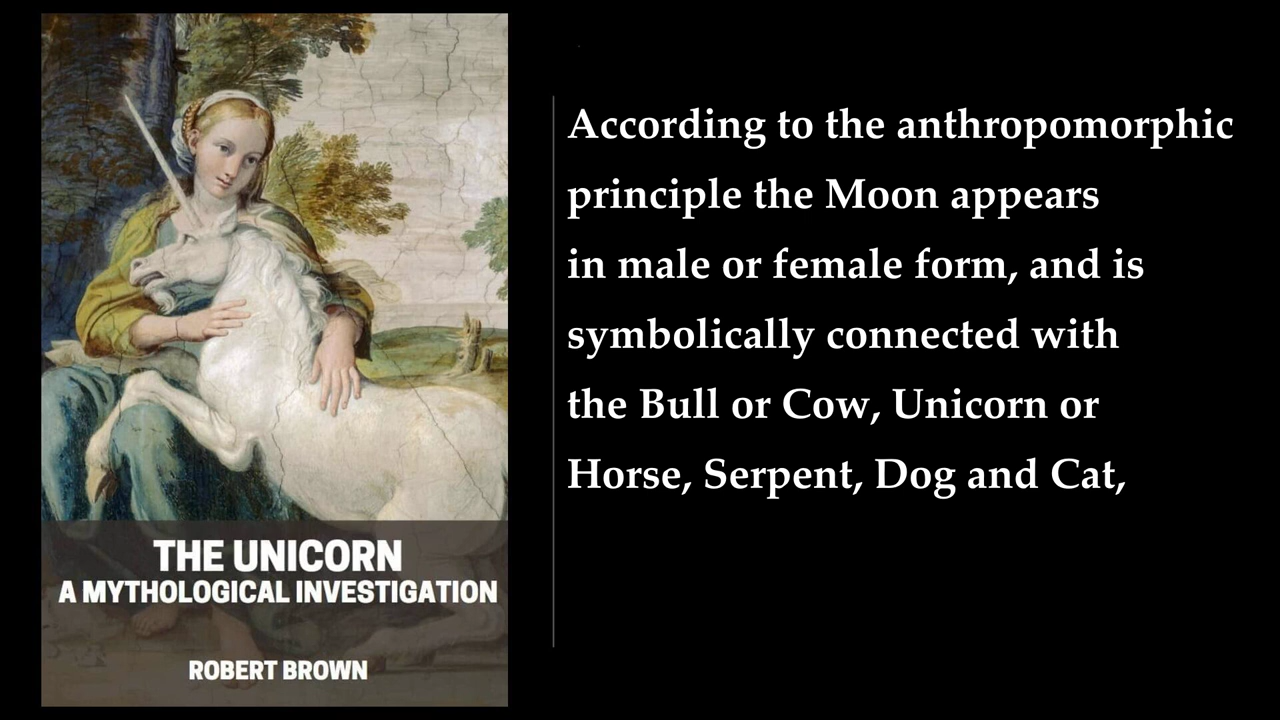 According to the anthropomorphic
principle the Moon appears
in male or female form, and is
symbolically connected with
the Bull or Cow, Unicorn or
Horse, Serpent, Dog and Cat,
THE UNICORN
A MYTHOLOGICAL INVESTIGATION
ROBERT BROWN